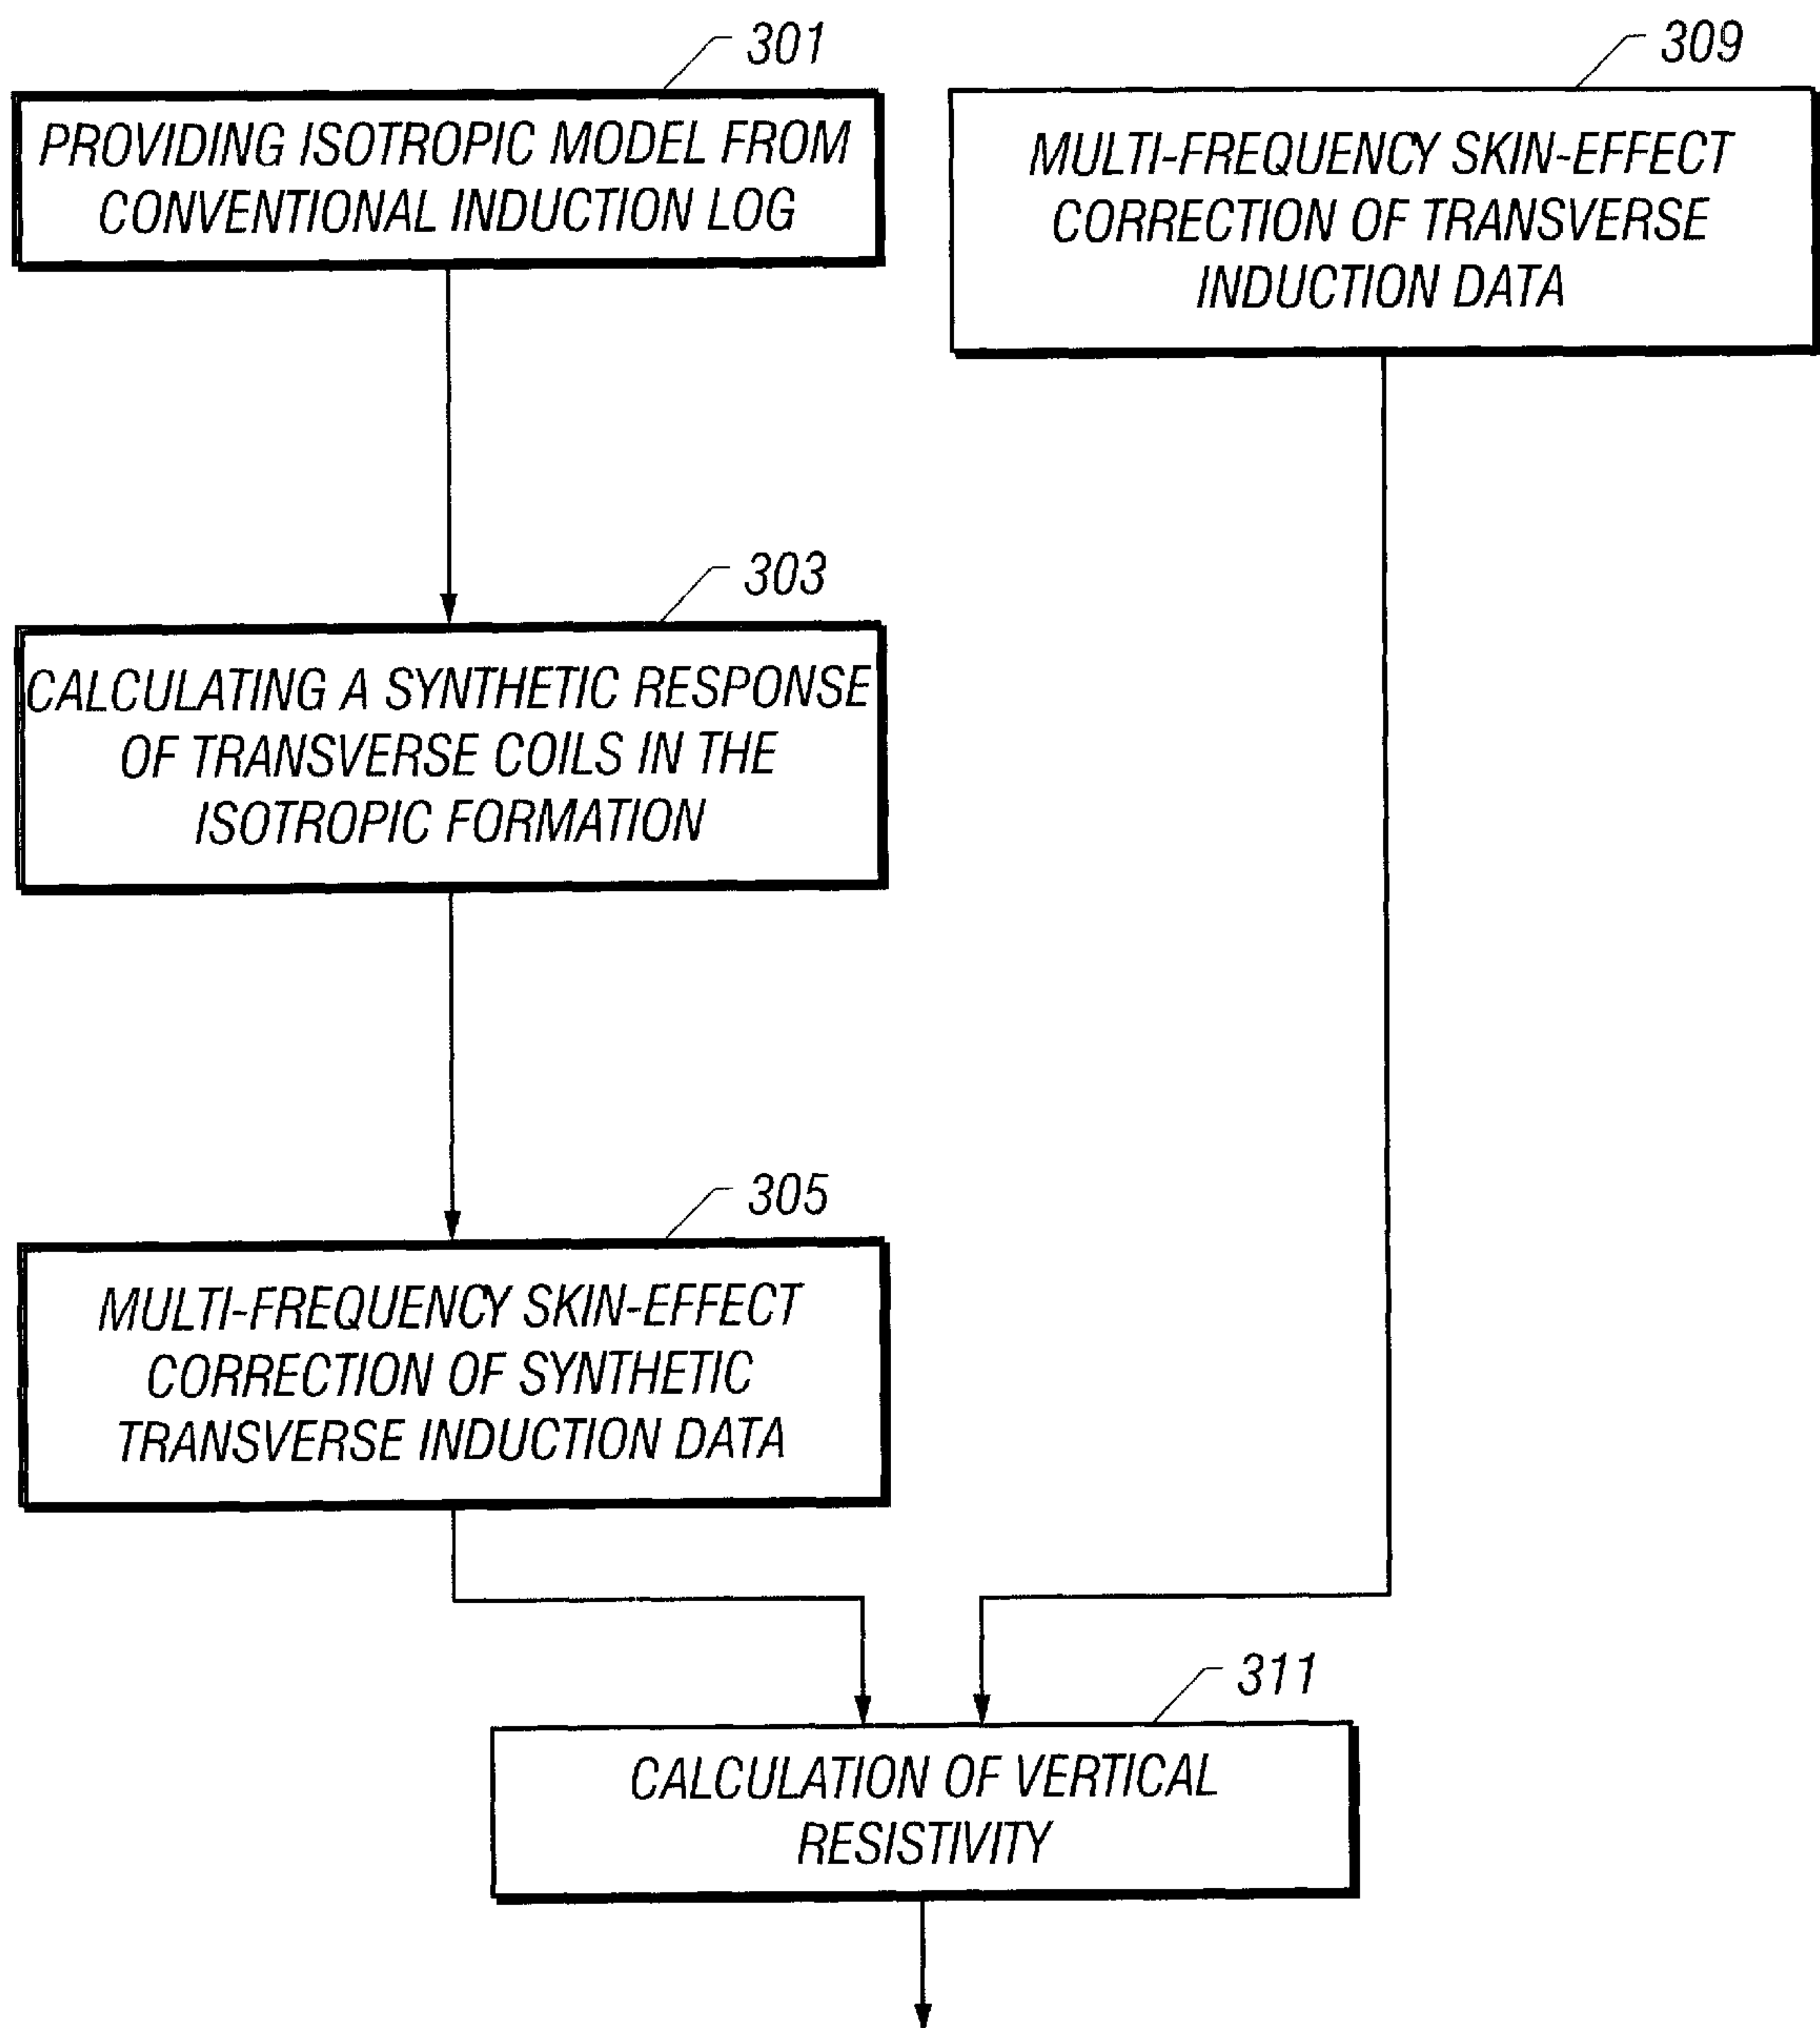 301
PROVIDING ISOTROPIC MODEL FROM
CONVENTIONAL INDUCTION LOG
309
MULTI-FREQUENCY SKIN-EFFECT
CORRECTION OF TRANSVERSE
INDUCTION DATA
303
CALCULATING A SYNTHETIC RESPONSE
OF TRANSVERSE COILS IN THE
ISOTROPIC FORMATION
305
MULTI-FREQUENCY SKIN-EFFECT
CORRECTION OF SYNTHETIC
TRANSVERSE INDUCTION DATA
311
CALCULATION OF VERTICAL
RESISTIVITY